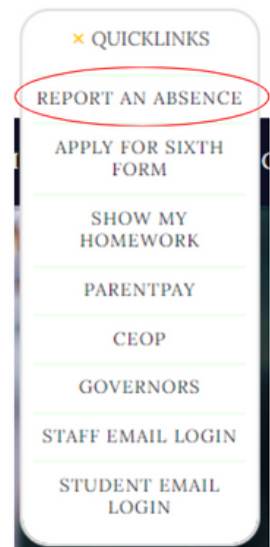 × QUICKLINKS
REPORT AN ABSENCE
APPLY FOR SIXTH
FORM
SHOW MY
HOMEWORK
PARENTPAY
CEOP
GOVERNORS
STAFF EMAIL LOGIN
STUDENT EMAIL
LOGIN